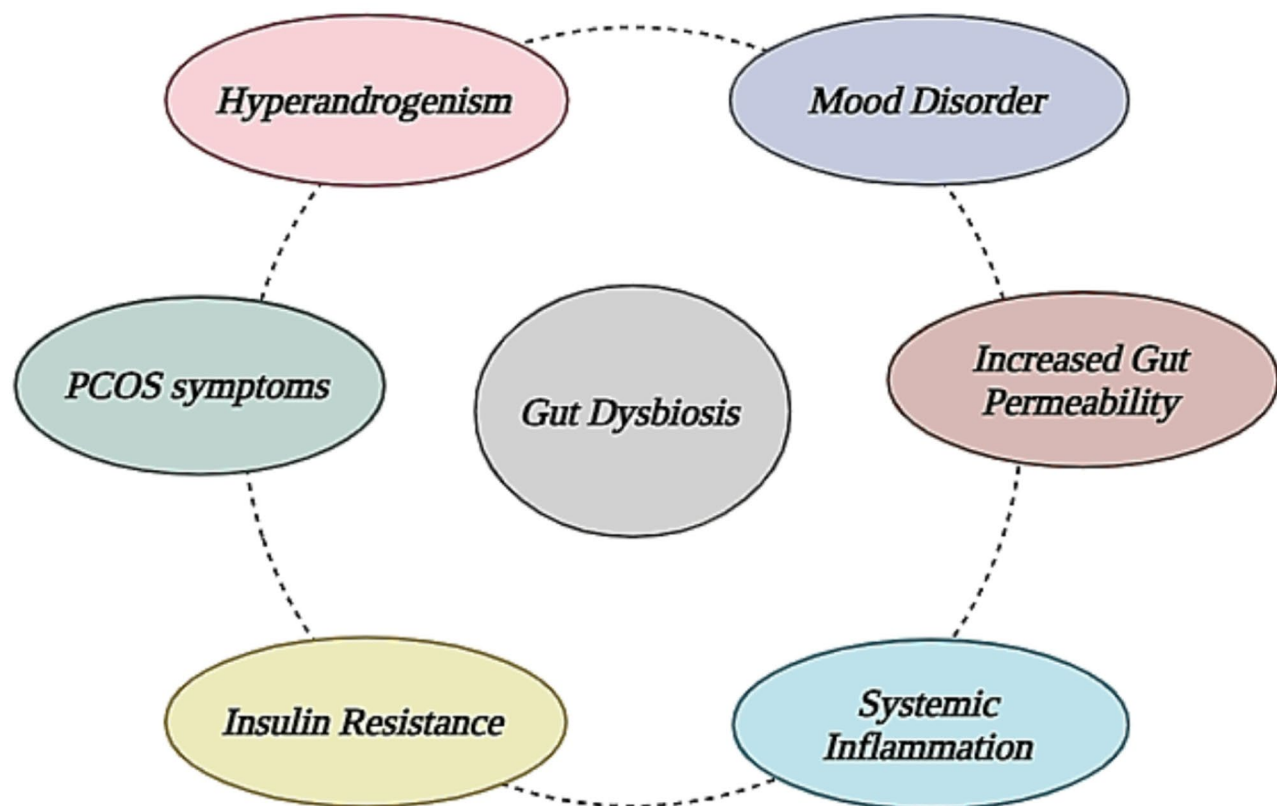 Hyperandrogenism
Mood Disorder
PCOS symptoms
Gut Dysbiosis
Increased Gut
Permeability
Insulin Resistance
Systemic
Inflammation